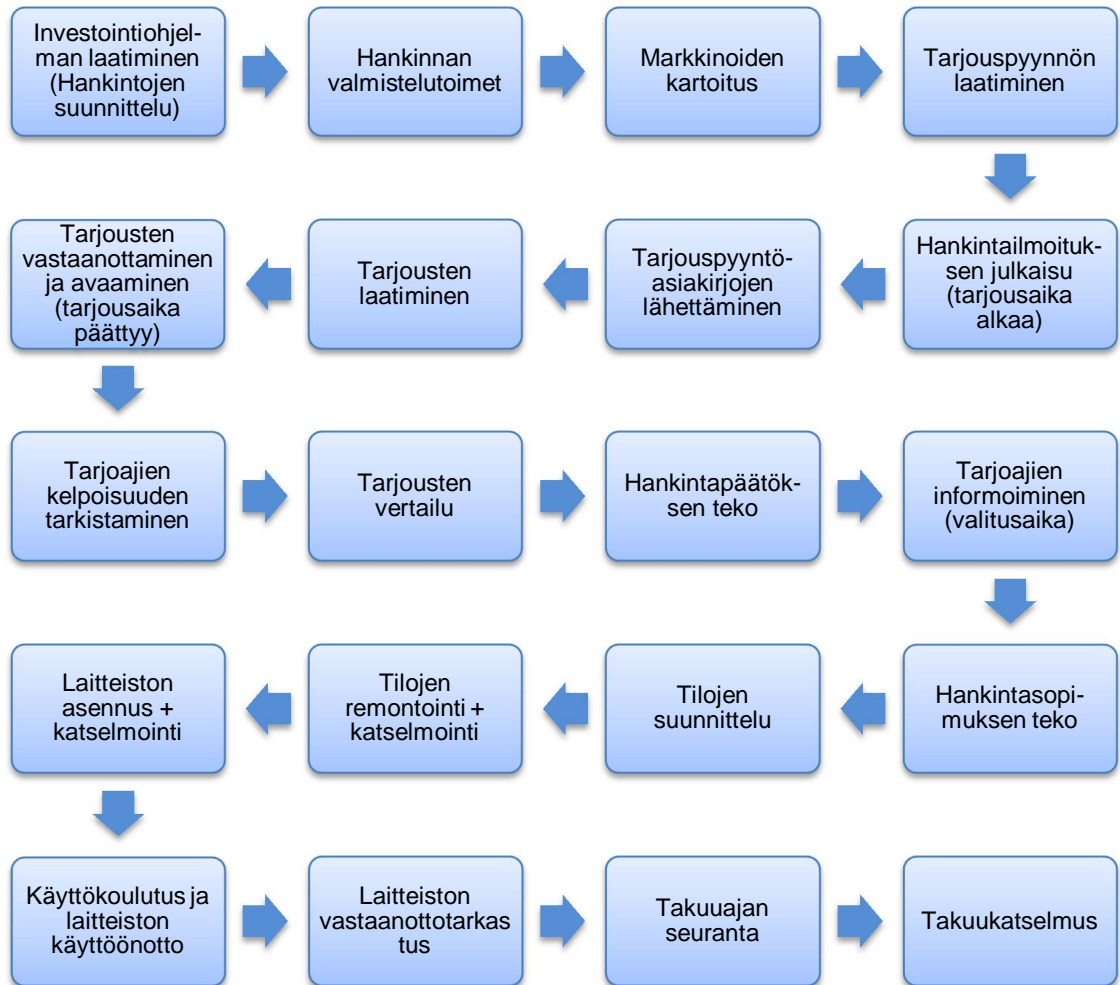 Investointiohjel-
man laatiminen
(Hankintojen
suunnittelu)
Hankinnan
valmistelutoimet
Markkinoiden
kartoitus
Tarjouspyynnön
laatiminen
Hankintailmoituk-
sen julkaisu
(tarjousaika
alkaa)
Tarjouspyyntö-
asiakirjojen
lähettäminen
Tarjousten
laatiminen
Tarjousten
vastaanottaminen
ja avaaminen
(tarjousaika
päättyy)
Tarjoajien
kelpoisuuden
tarkistaminen
Tarjousten
vertailu
Hankintapäätök-
sen teko
Tarjoajien
informoiminen
(valitusaika)
Hankintasopi-
muksen teko
Tilojen
suunnittelu
Tilojen
remontointi +
katselmointi
Laitteiston
asennus +
katselmointi
Käyttökoulutus ja
laitteiston
käyttöönotto
Laitteiston
vastaanottotarkas
tus
Takuuajan
seuranta
Takuukatselmus